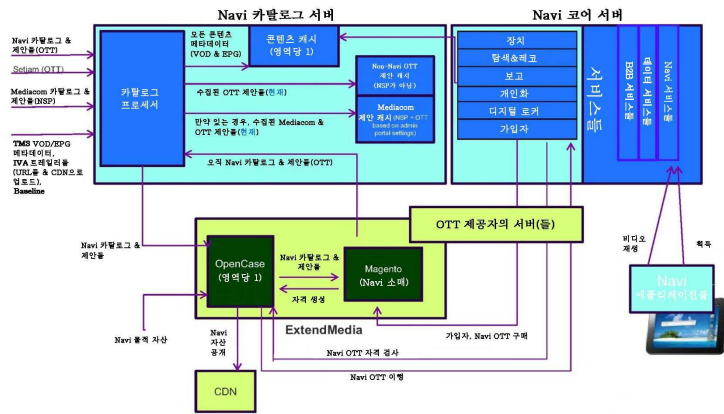 Navi 카탈로그 서버
Navi 코어 서버
Navi 카탈로그 &
제안물(OTT)
Setjam (OTT)
Mediacom 카탈로그 &
제안물(NSP)
TMS VOD/EPG
메타데이터,
IVA 트레일러물
(URL물 & CDN으로
업로드),
Baseline
카탈로그
프로세서
모든 콘텐츠
메타데이터
(VOD & EPG)
콘텐츠 캐시
(영역당 1)
수집된 OTT 제안물(현재)
Non-Navi OTT
제안 캐시
(NSP가 아님)
만약 있는 경우, 수집된 Mediacom &
OTT 제안물(현재)
Mediacom
제안 캐시(NSP + OTT
based on admin
portal settings)
오직 Navi 카탈로그 & 제안물(OTT)
장치
탐색&레코
보고
개인화
디지털 로커
가입자
서비스들
B2B 서비스들
데이터 서비스들
Navi 서비스들
OTT 제공자의 서버(들)
Navi 카탈로그 &
제안물
OpenCase
(영역당 1)
Navi 카탈로그 &
제안물
자격 생성
Magento
(Navi 소매)
ExtendMedia
Navi 물적 자산
Navi
자산
공개
CDN
가입자, Navi OTT 구매
Navi OTT 자격 검사
Navi OTT 이행
비디오
재생
획득
Navi
애플리케이션들